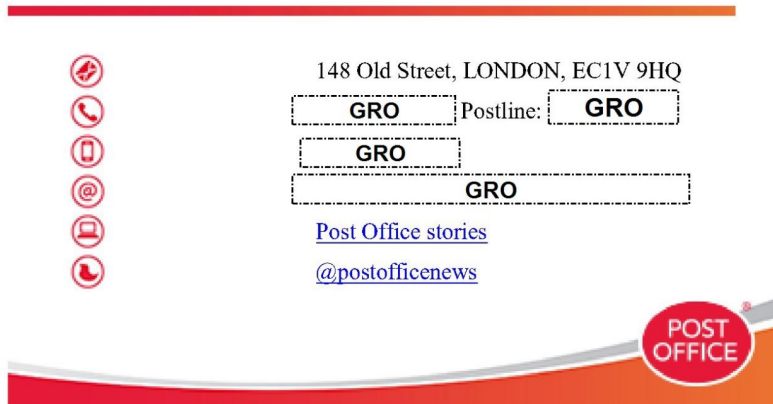 148 Old Street, LONDON, EC1V 9HQ
GRO Postline: GRO
GRO
@ GRO
Post Office stories
@postofficenews
POST
OFFICE
®